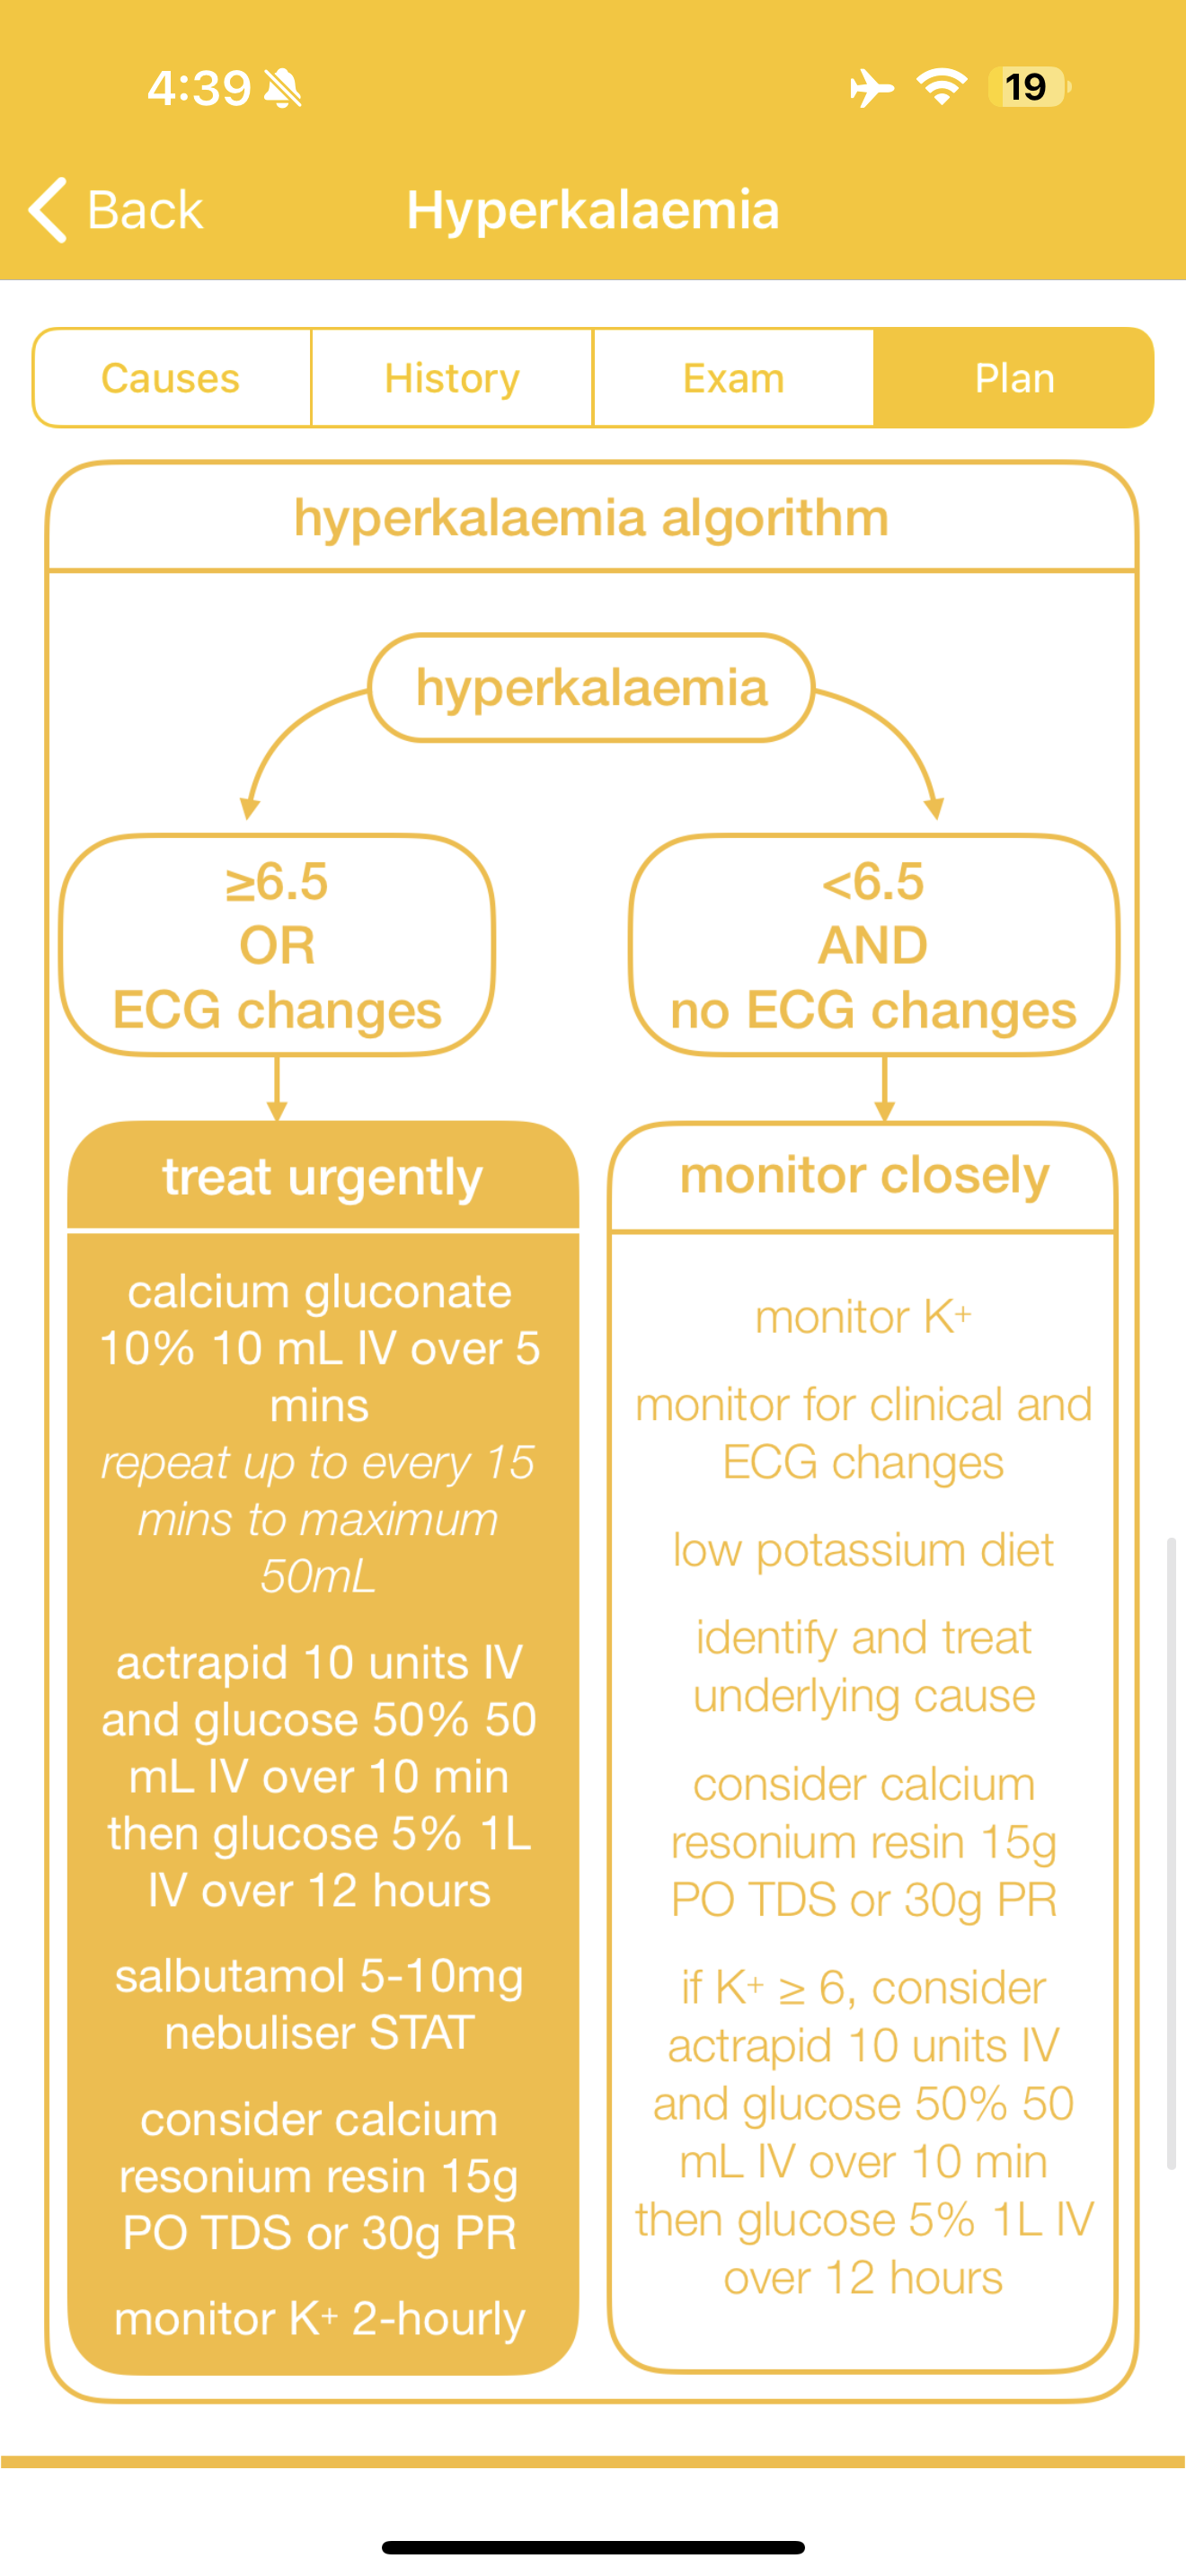 4:39
19
Back
Hyperkalaemia
Causes
History
Exam
Plan
hyperkalaemia algorithm
hyperkalaemia
≥6.5
OR
ECG changes
<6.5
AND
no ECG changes
treat urgently
calcium gluconate
10% 10 mL IV over 5
mins
repeat up to every 15
mins to maximum
50mL
actrapid 10 units IV
and glucose 50% 50
mL IV over 10 min
then glucose 5% 1L
IV over 12 hours
salbutamol 5-10mg
nebuliser STAT
consider calcium
resonium resin 15g
PO TDS or 30g PR
monitor K+ 2-hourly
monitor closely
monitor K+
monitor for clinical and
ECG changes
low potassium diet
identify and treat
underlying cause
consider calcium
resonium resin 15g
PO TDS or 30g PR
if K+ ≥ 6, consider
actrapid 10 units IV
and glucose 50% 50
mL IV over 10 min
then glucose 5% 1L IV
over 12 hours